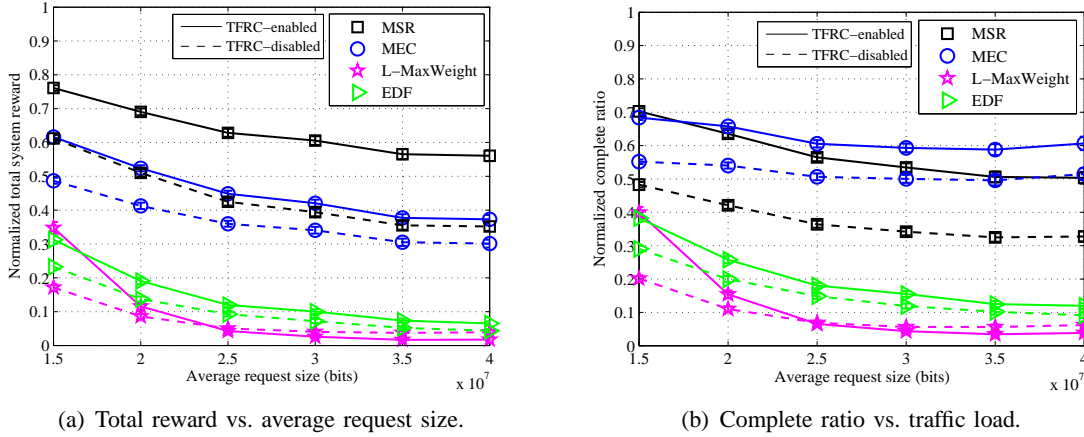 1
0.9
0.8
0.7
0.6
0.5
0.4
0.3
0.2
0.1
0
1.5
2
2.5
3
3.5
4
x 10^7
Average request size (bits)
Normalized total system reward
TFRC−enabled
TFRC−disabled
MSR
MEC
L−MaxWeight
EDF
(a) Total reward vs. average request size.
1
0.9
0.8
0.7
0.6
0.5
0.4
0.3
0.2
0.1
0
1.5
2
2.5
3
3.5
4
x 10^7
Average request size (bits)
Normalized complete ratio
TFRC−enabled
TFRC−disabled
MSR
MEC
L−MaxWeight
EDF
(b) Complete ratio vs. traffic load.